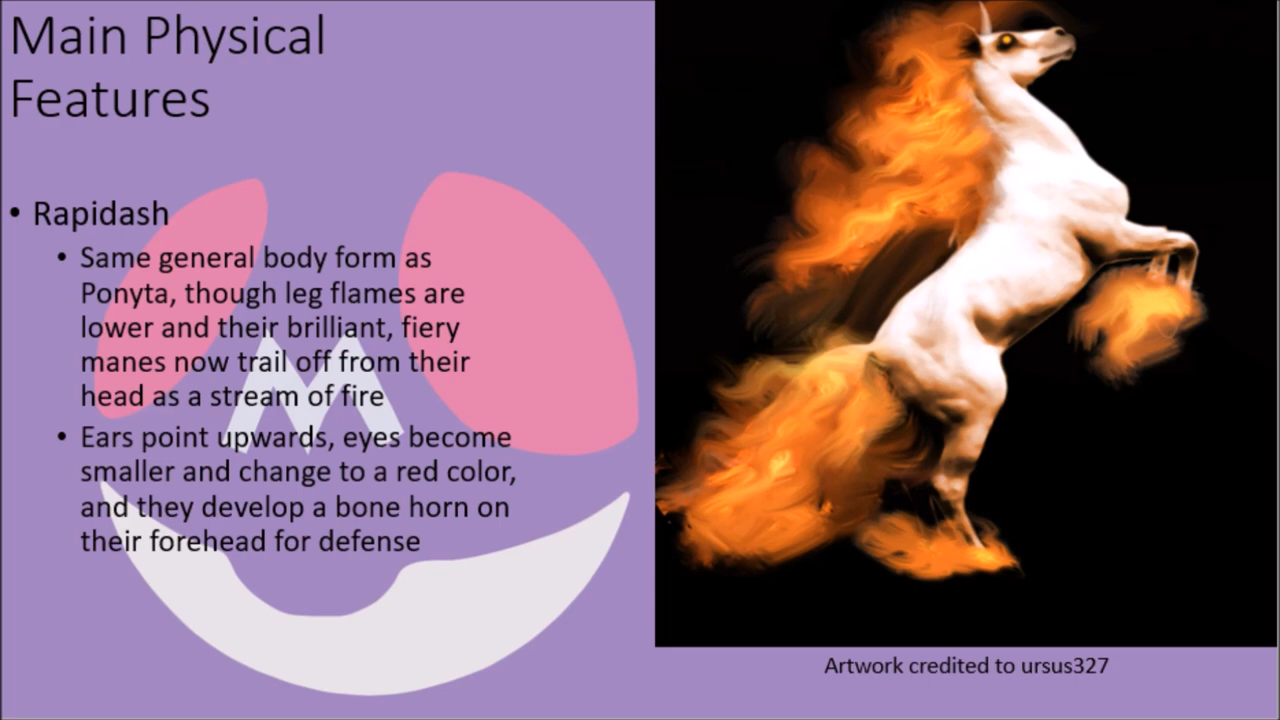 Main Physical
Features
• Rapidash
• Same general body form as
Ponyta, though leg flames are
lower and their brilliant, fiery
manes now trail off from their
head as a stream of fire
• Ears point upwards, eyes become
smaller and change to a red color,
and they develop a bone horn on
their forehead for defense
M
Artwork credited to ursus327